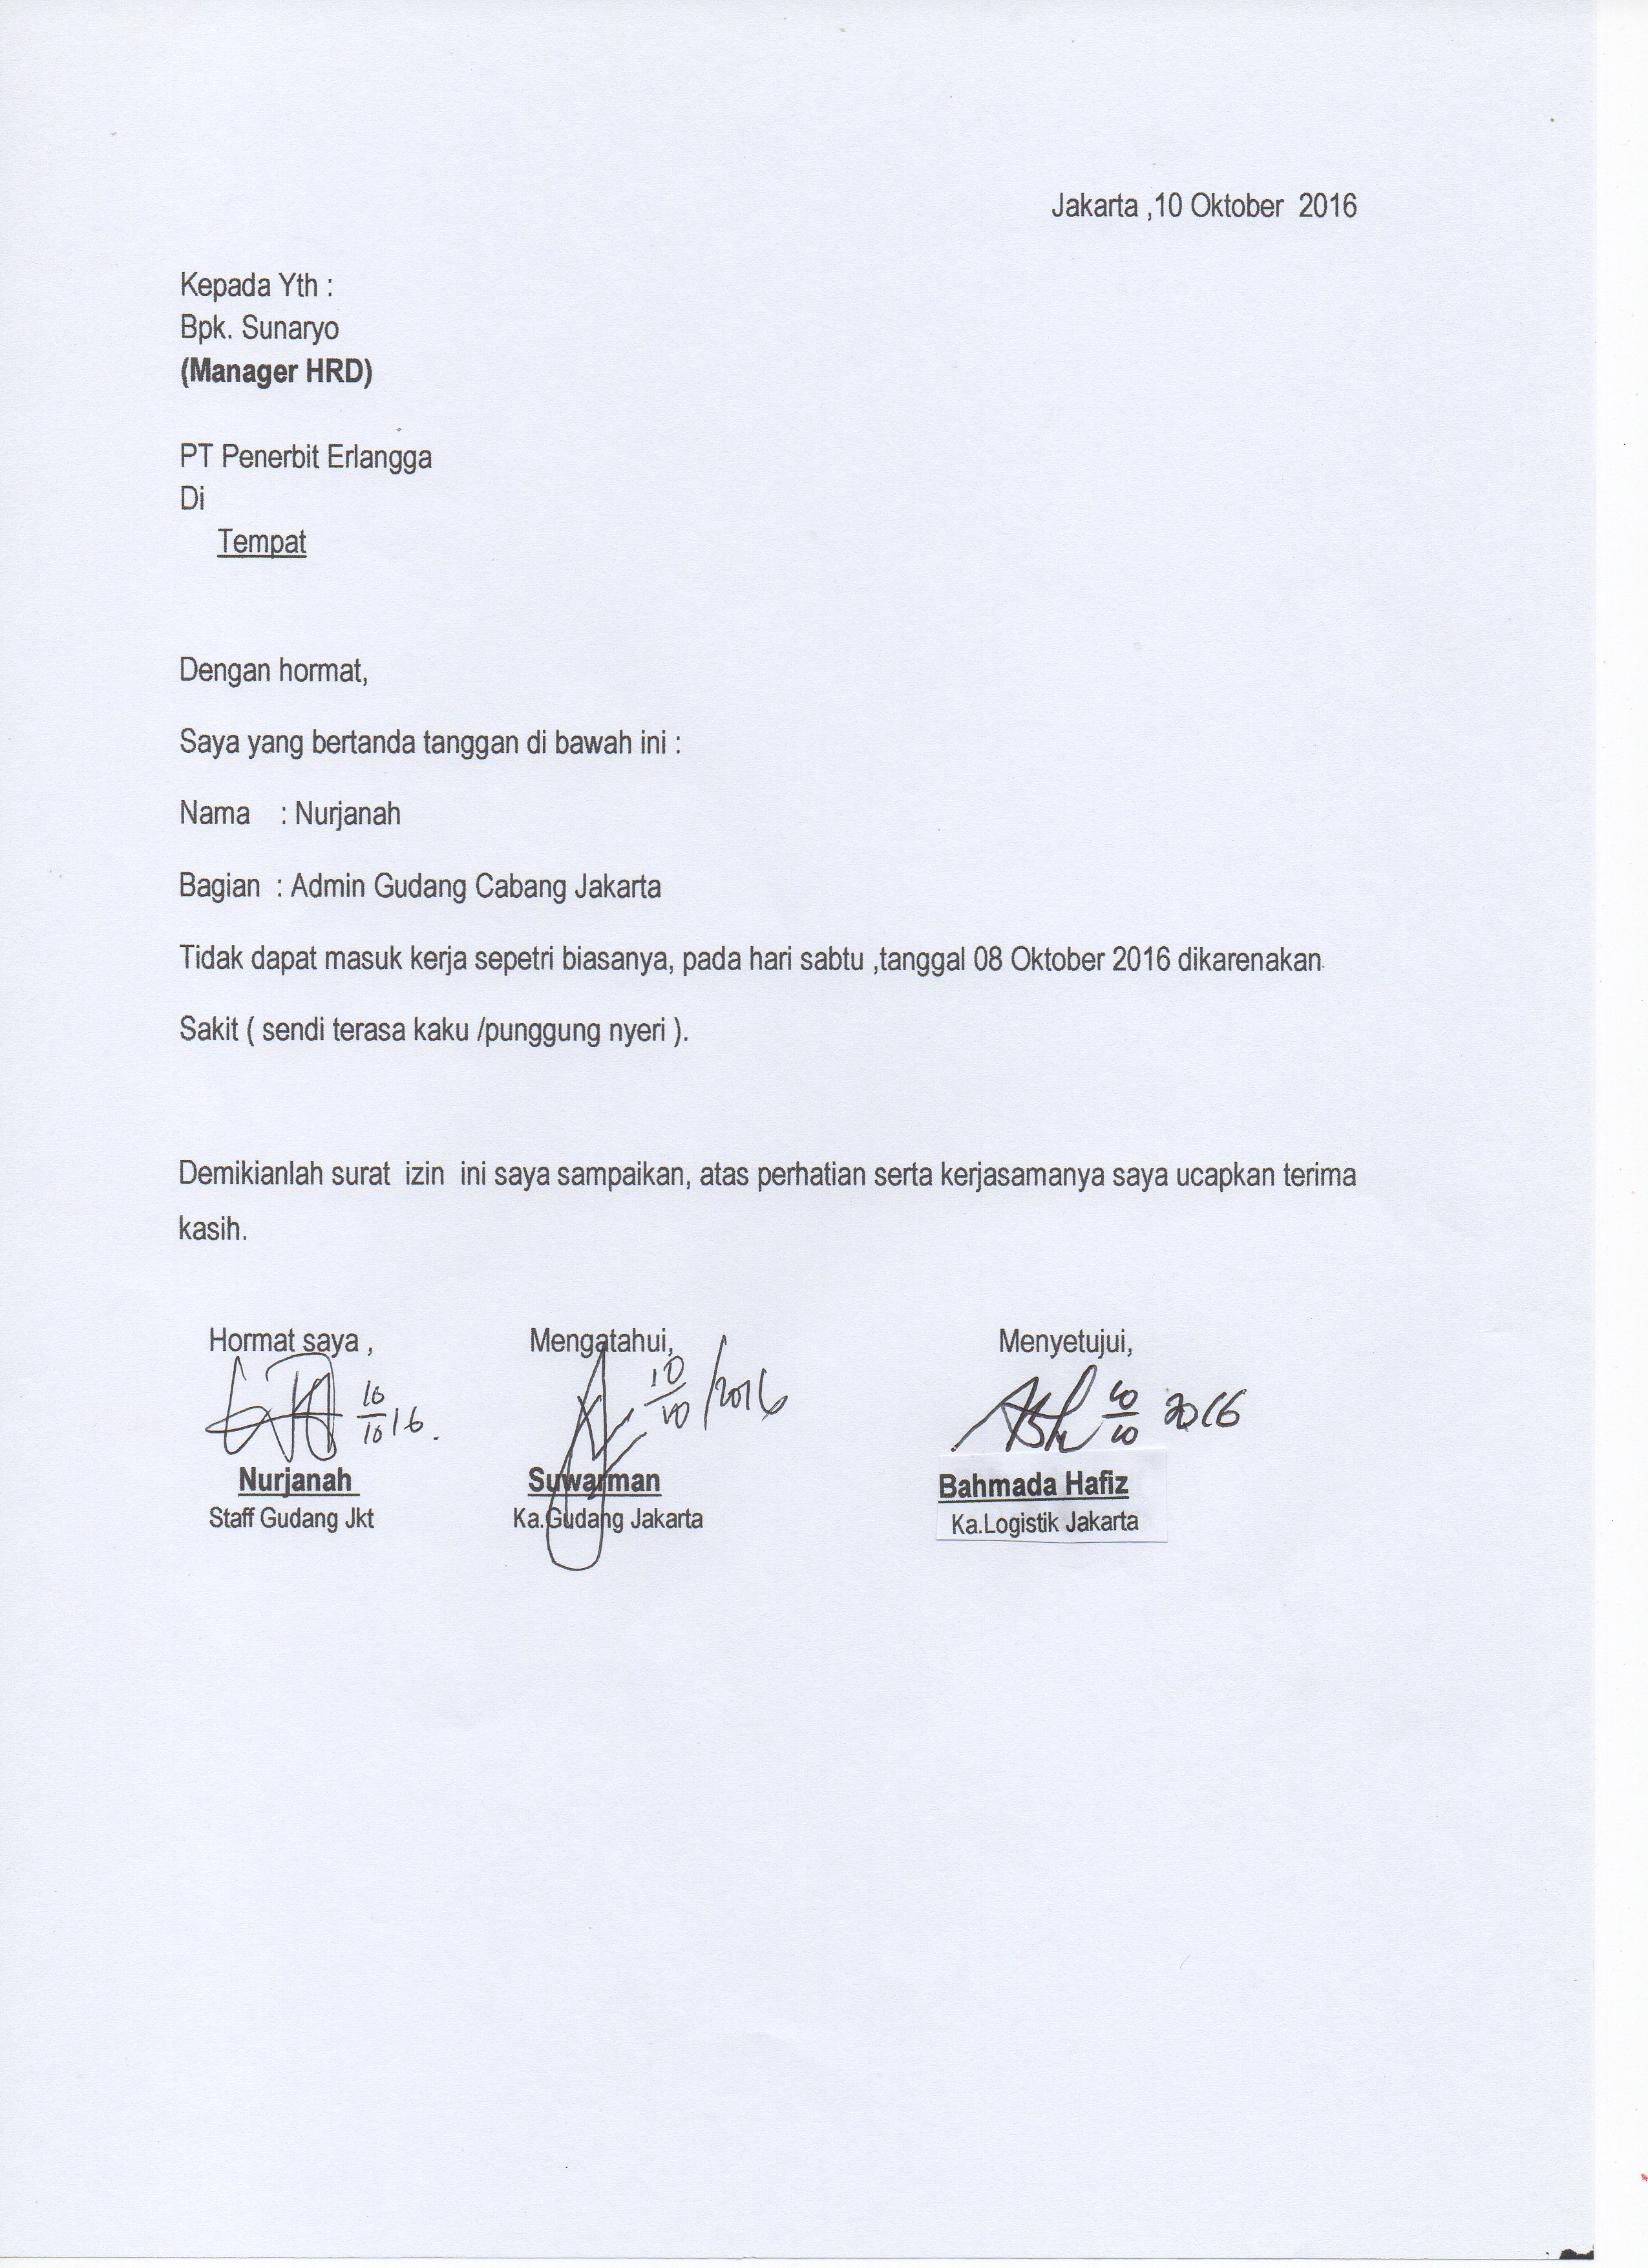 Jakarta ,10 Oktober 2016
Kepada Yth :
Bpk. Sunaryo
(Manager HRD)
PT Penerbit Erlangga
Di
Tempat
Dengan hormat,
Saya yang bertanda tanggan di bawah ini :
Nama : Nurjanah
Bagian : Admin Gudang Cabang Jakarta
Tidak dapat masuk kerja sepetri biasanya, pada hari sabtu ,tanggal 08 Oktober 2016 dikarenakan
Sakit ( sendi terasa kaku /punggung nyeri ).
Demikianlah surat izin ini saya sampaikan, atas perhatian serta kerjasamanya saya ucapkan terima
kasih.
Hormat saya , Mengatahui, Menyetujui,
10/10 16. 10/10/2016 10/10 2016
Nurjanah Suwarman Bahmada Hafiz
Staff Gudang Jkt Ka.Gudang Jakarta Ka.Logistik Jakarta